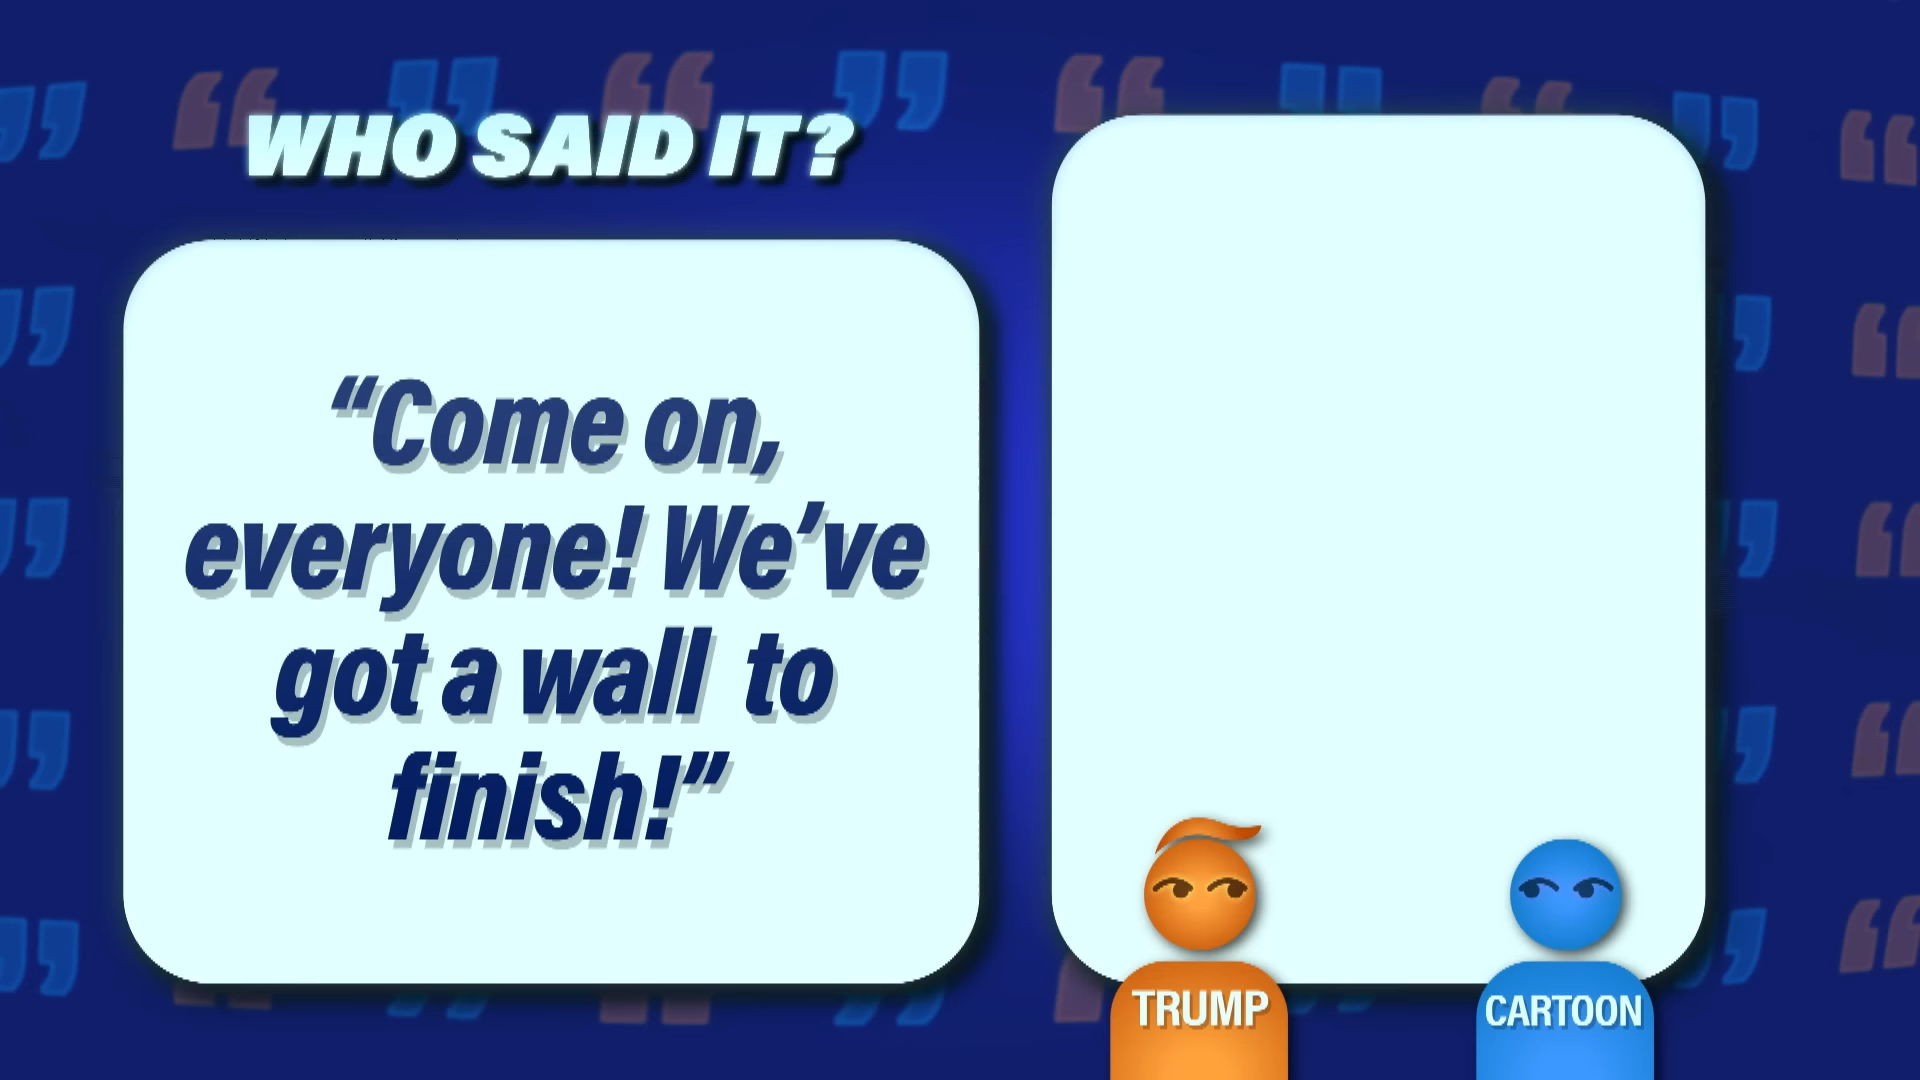 WHO SAID IT?
“Come on,
everyone! We’ve
got a wall to
finish!”
TRUMP
CARTOON